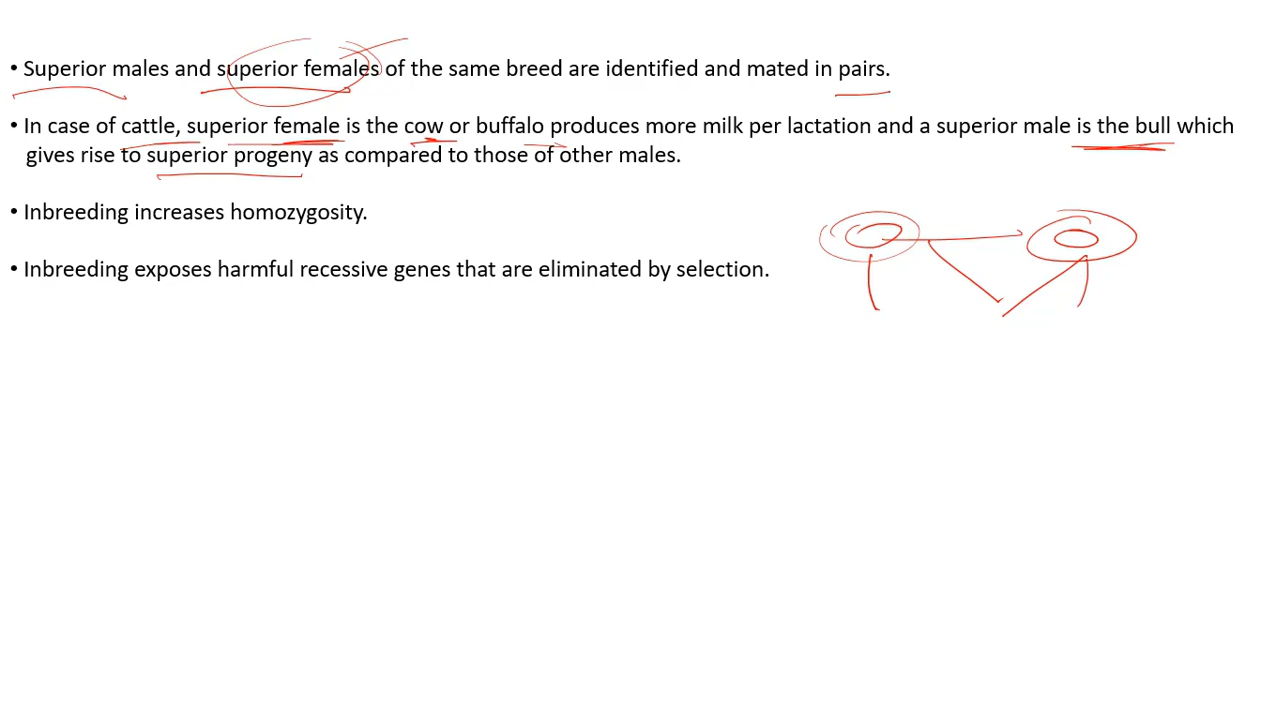 • Superior males and superior females of the same breed are identified and mated in pairs.
• In case of cattle, superior female is the cow or buffalo produces more milk per lactation and a superior male is the bull which
gives rise to superior progeny as compared to those of other males.
• Inbreeding increases homozygosity.
• Inbreeding exposes harmful recessive genes that are eliminated by selection.